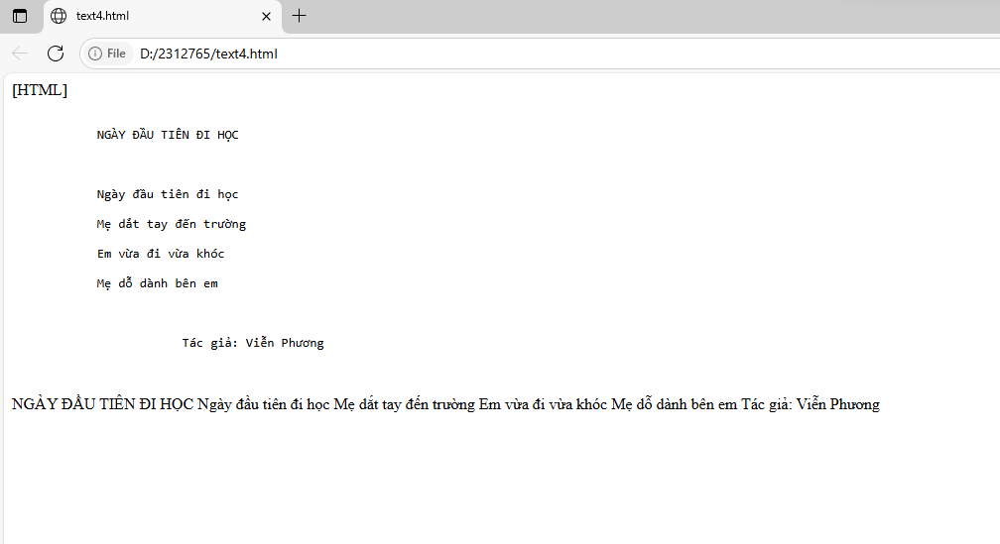 text4.html
File D:/2312765/text4.html
[HTML]
NGÀY ĐẦU TIÊN ĐI HỌC
Ngày đầu tiên đi học
Mẹ dắt tay đến trường
Em vừa đi vừa khóc
Mẹ dỗ dành bên em
Tác giả: Viễn Phương
NGÀY ĐẦU TIÊN ĐI HỌC Ngày đầu tiên đi học Mẹ dắt tay đến trường Em vừa đi vừa khóc Mẹ dỗ dành bên em Tác giả: Viễn Phương